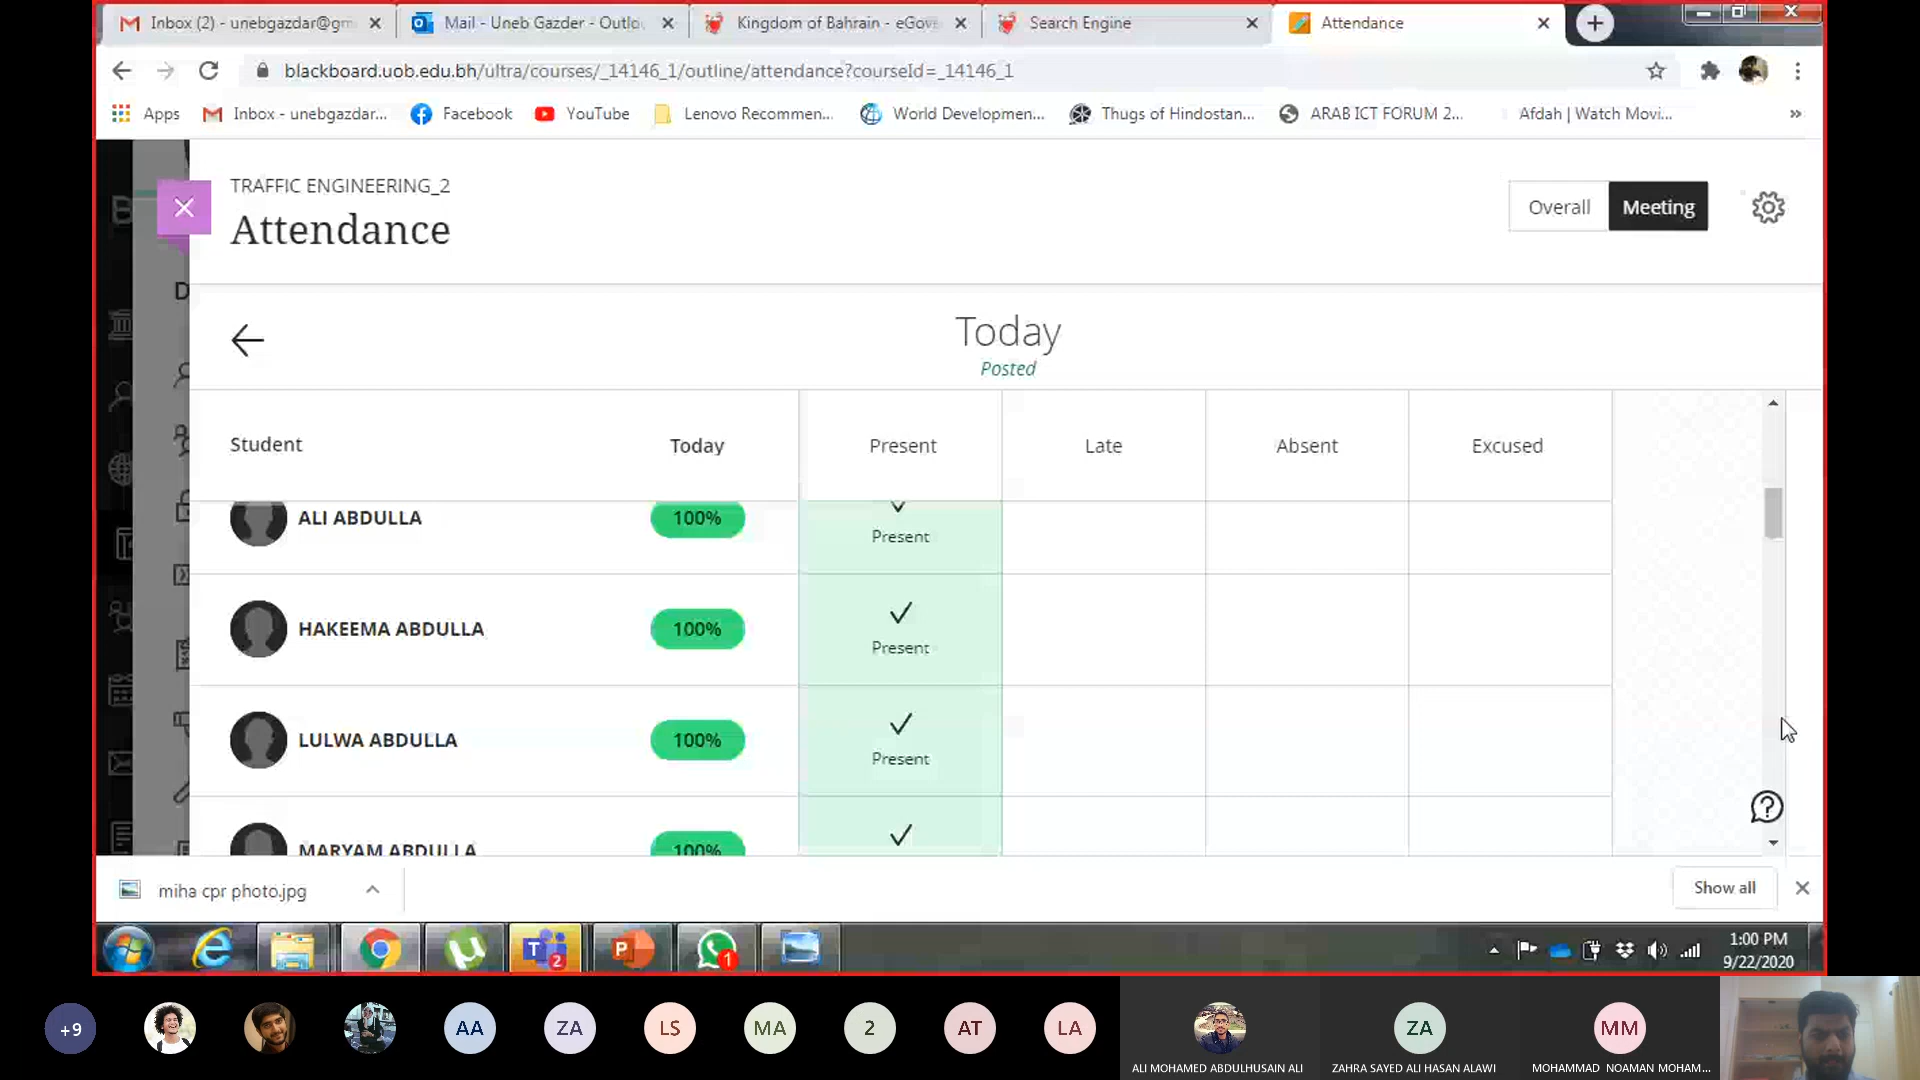 Inbox (2) - unebgazdar@gm
Mail - Uneb Gazder - Outlo
Kingdom of Bahrain - eGove
Search Engine
Attendance
blackboard.uob.edu.bh/ultra/courses/_14146_1/outline/attendance?courseId=_14146_1
Apps
Inbox - unebgazdar...
Facebook
YouTube
Lenovo Recommen...
World Developmen...
Thugs of Hindostan...
ARAB ICT FORUM 2...
Afdah | Watch Movi...
»
TRAFFIC ENGINEERING_2
Attendance
Overall
Meeting
Today
Posted
Student
Today
Present
Late
Absent
Excused
ALI ABDULLA
100%
Present
HAKEEMA ABDULLA
100%
Present
LULWA ABDULLA
100%
Present
MARYAM ABDULLA
100%
miha cpr photo.jpg
Show all
2
1
1:00 PM
9/22/2020
+9
AA
ZA
LS
MA
2
AT
LA
ALI MOHAMED ABDULHUSAIN ALI
ZA
ZAHRA SAYED ALI HASAN ALAWI
MM
MOHAMMAD NOAMAN MOHAM...